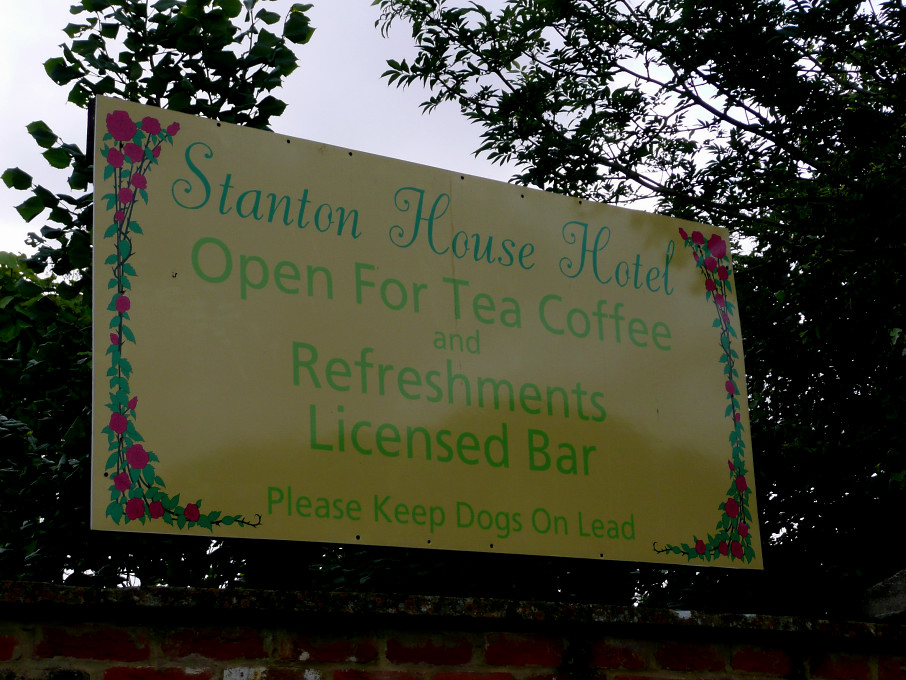 Stanton House Hotel
Open For Tea Coffee
and
Refreshments
Licensed Bar
Please Keep Dogs On Lead